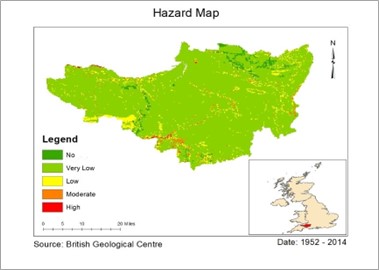 Hazard Map
N
Legend
No
Very Low
Low
Moderate
High
0 5 10 20 Miles
Source: British Geological Centre
Date: 1952 - 2014